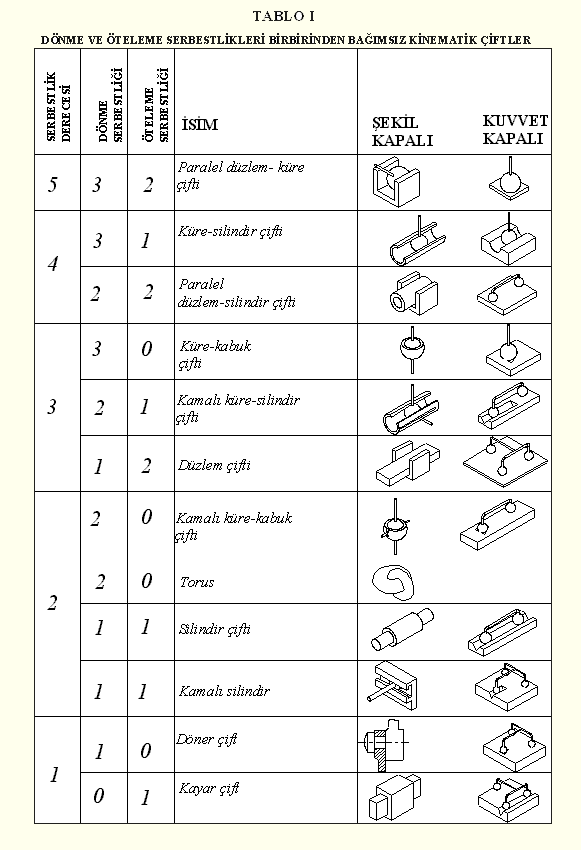 TABLO I
DÖNME VE ÖTELEME SERBESTLİKLERİ BİRBİRİNDEN BAĞIMSIZ KİNEMATİK ÇİFTLER
SERBESTLİK
DERECESİ
DÖNME
SERBESTLİĞİ
ÖTELEME
SERBESTLİĞİ
İSİM
ŞEKİL
KAPALI
KUVVET
KAPALI
5 3 2 Paralel düzlem- küre
çifti
4
3 1 Küre-silindir çifti
2 2 Paralel
düzlem-silindir çifti
3
3 0 Küre-kabuk
çifti
2 1 Kamalı küre-silindir
çifti
1 2 Düzlem çifti
2
2 0 Kamalı küre-kabuk
çifti
2 0 Torus
1 1 Silindir çifti
1 1 Kamalı silindir
1
1 0 Döner çift
0 1 Kayar çift